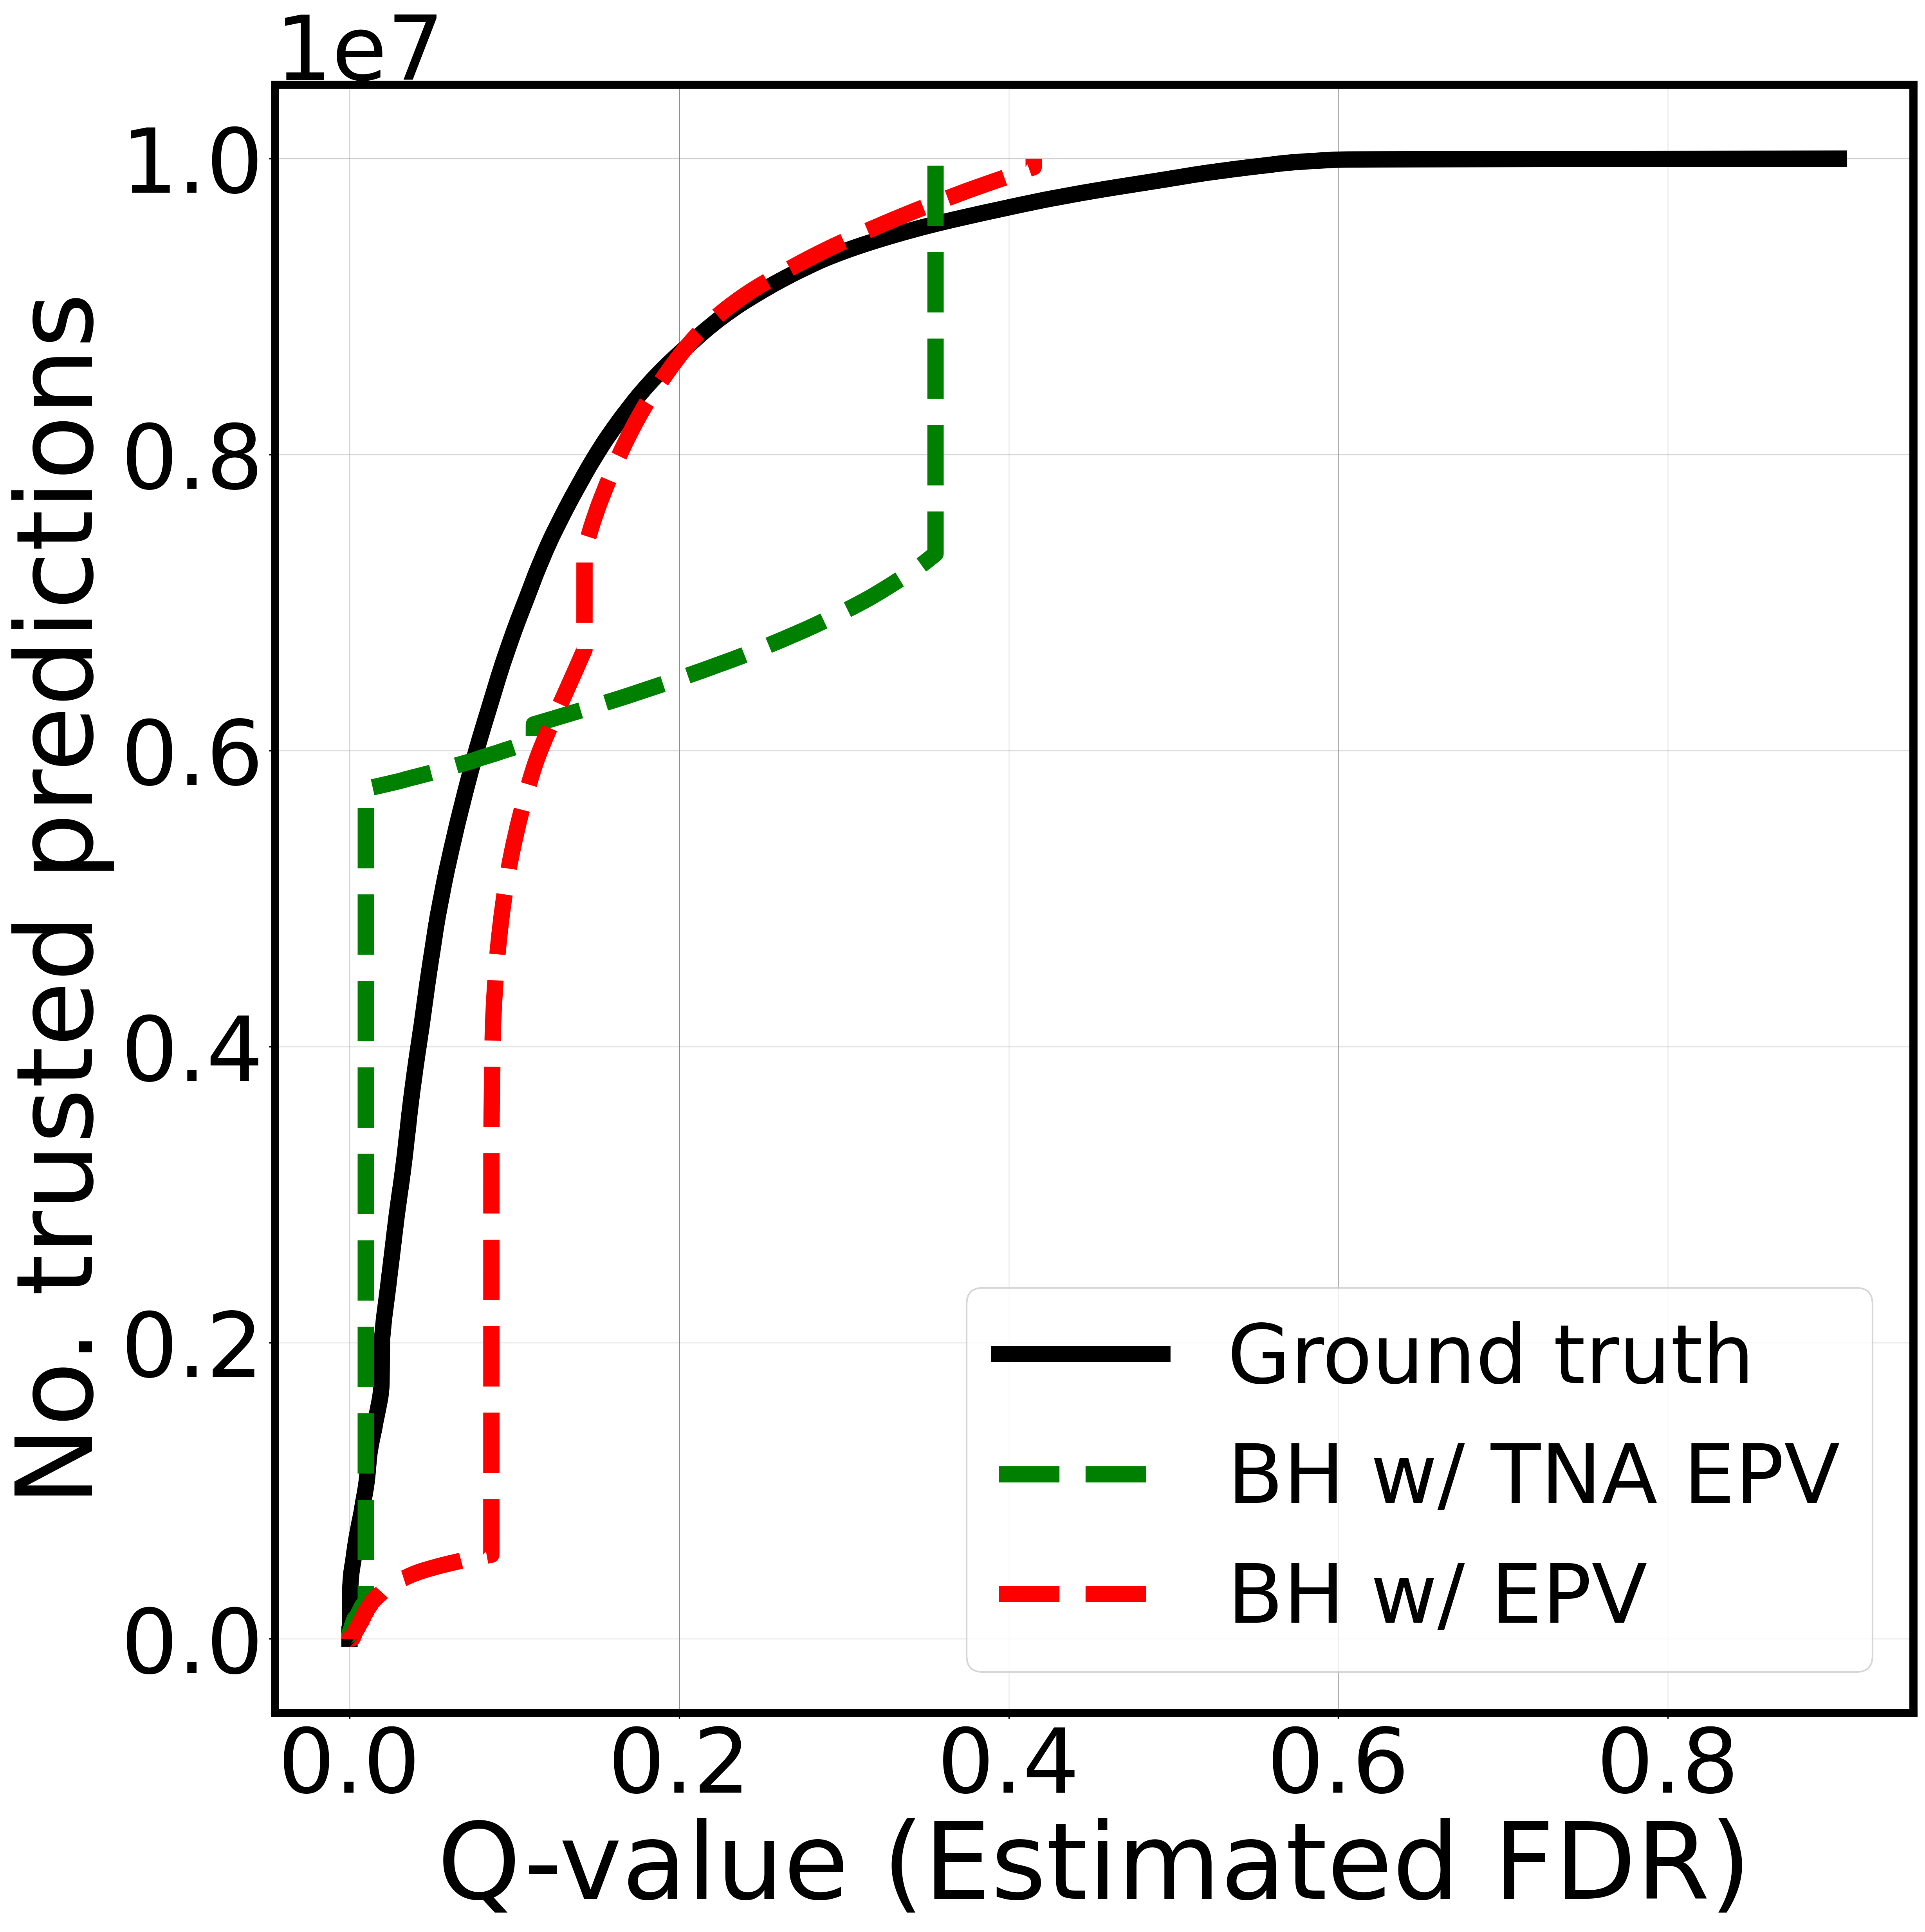 1e7
1.0
0.8
0.6
0.4
0.2
0.0
No. trusted predictions
Ground truth
BH w/ TNA EPV
BH w/ EPV
0.0 0.2 0.4 0.6 0.8
Q-value (Estimated FDR)